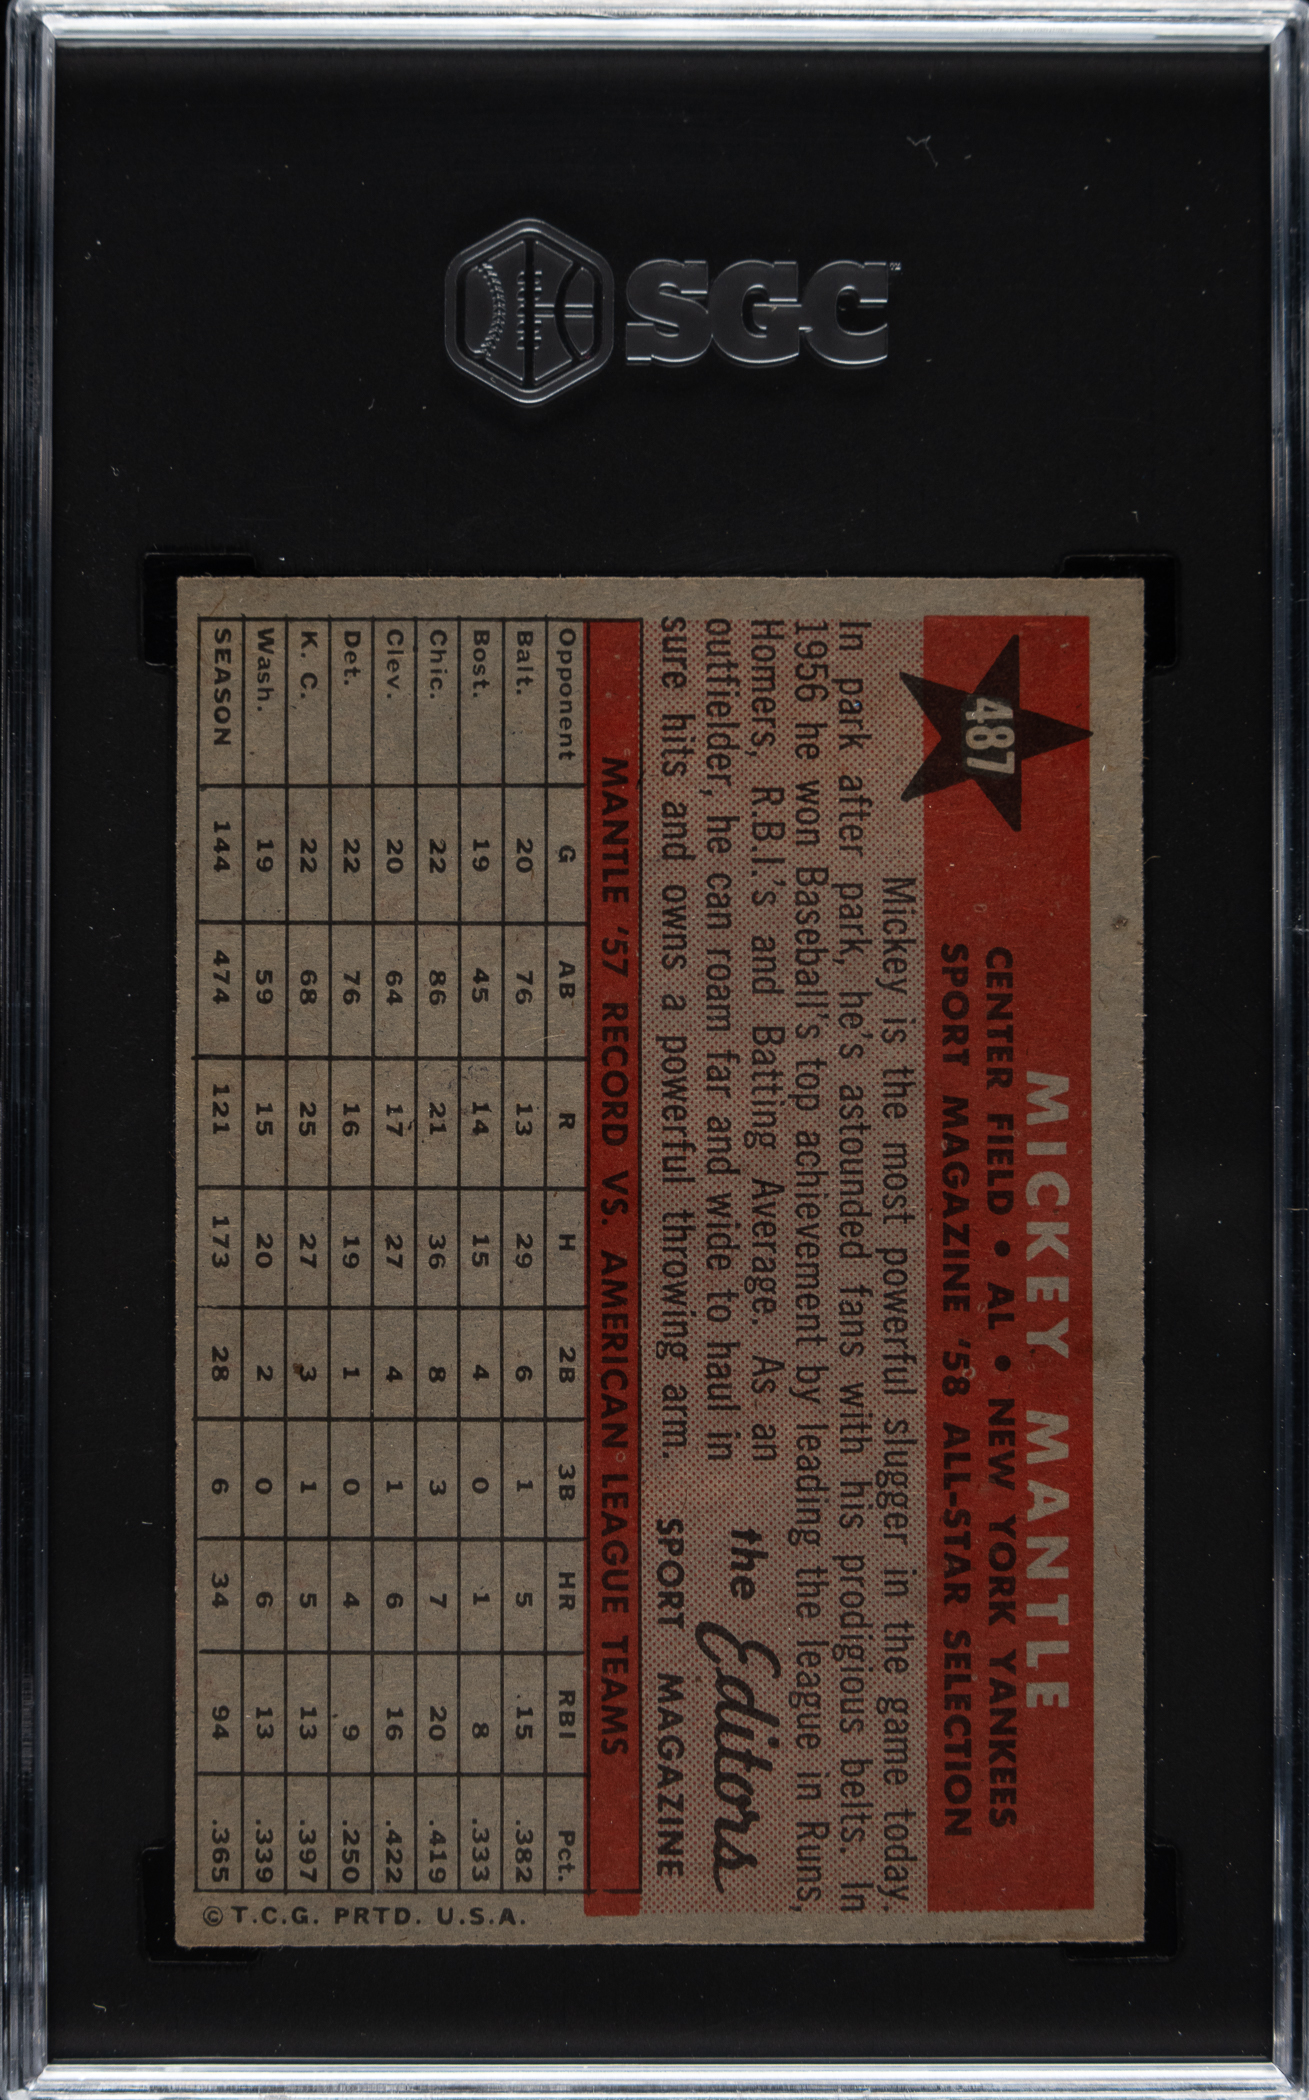 SGC™
487
MICKEY MANTLE
CENTER FIELD • AL • NEW YORK YANKEES
SPORT MAGAZINE '58 ALL-STAR SELECTION
Mickey is the most powerful slugger in the game today.
In park after park, he's astounded fans with his prodigious belts. In
1956 he won Baseball's top achievement by leading the league in Runs,
Homers, R.B.I.'s and Batting Average. As an
outfielder, he can roam far and wide to haul in
sure hits and owns a powerful throwing arm.
the Editors
SPORT MAGAZINE
MANTLE '57 RECORD VS. AMERICAN LEAGUE TEAMS
Opponent G AB R H 2B 3B HR RBI Pct.
Balt. 20 76 13 29 6 1 5 15 .382
Bost. 19 45 14 15 4 0 1 8 .333
Chic. 22 86 21 36 8 3 7 20 .419
Clev. 20 64 17 27 4 1 6 16 .422
Det. 22 76 16 19 1 0 4 9 .250
K. C. 22 68 25 27 3 1 5 13 .397
Wash. 19 59 15 20 2 0 6 13 .339
SEASON 144 474 121 173 28 6 34 94 .365
© T.C.G. PRTD. U.S.A.